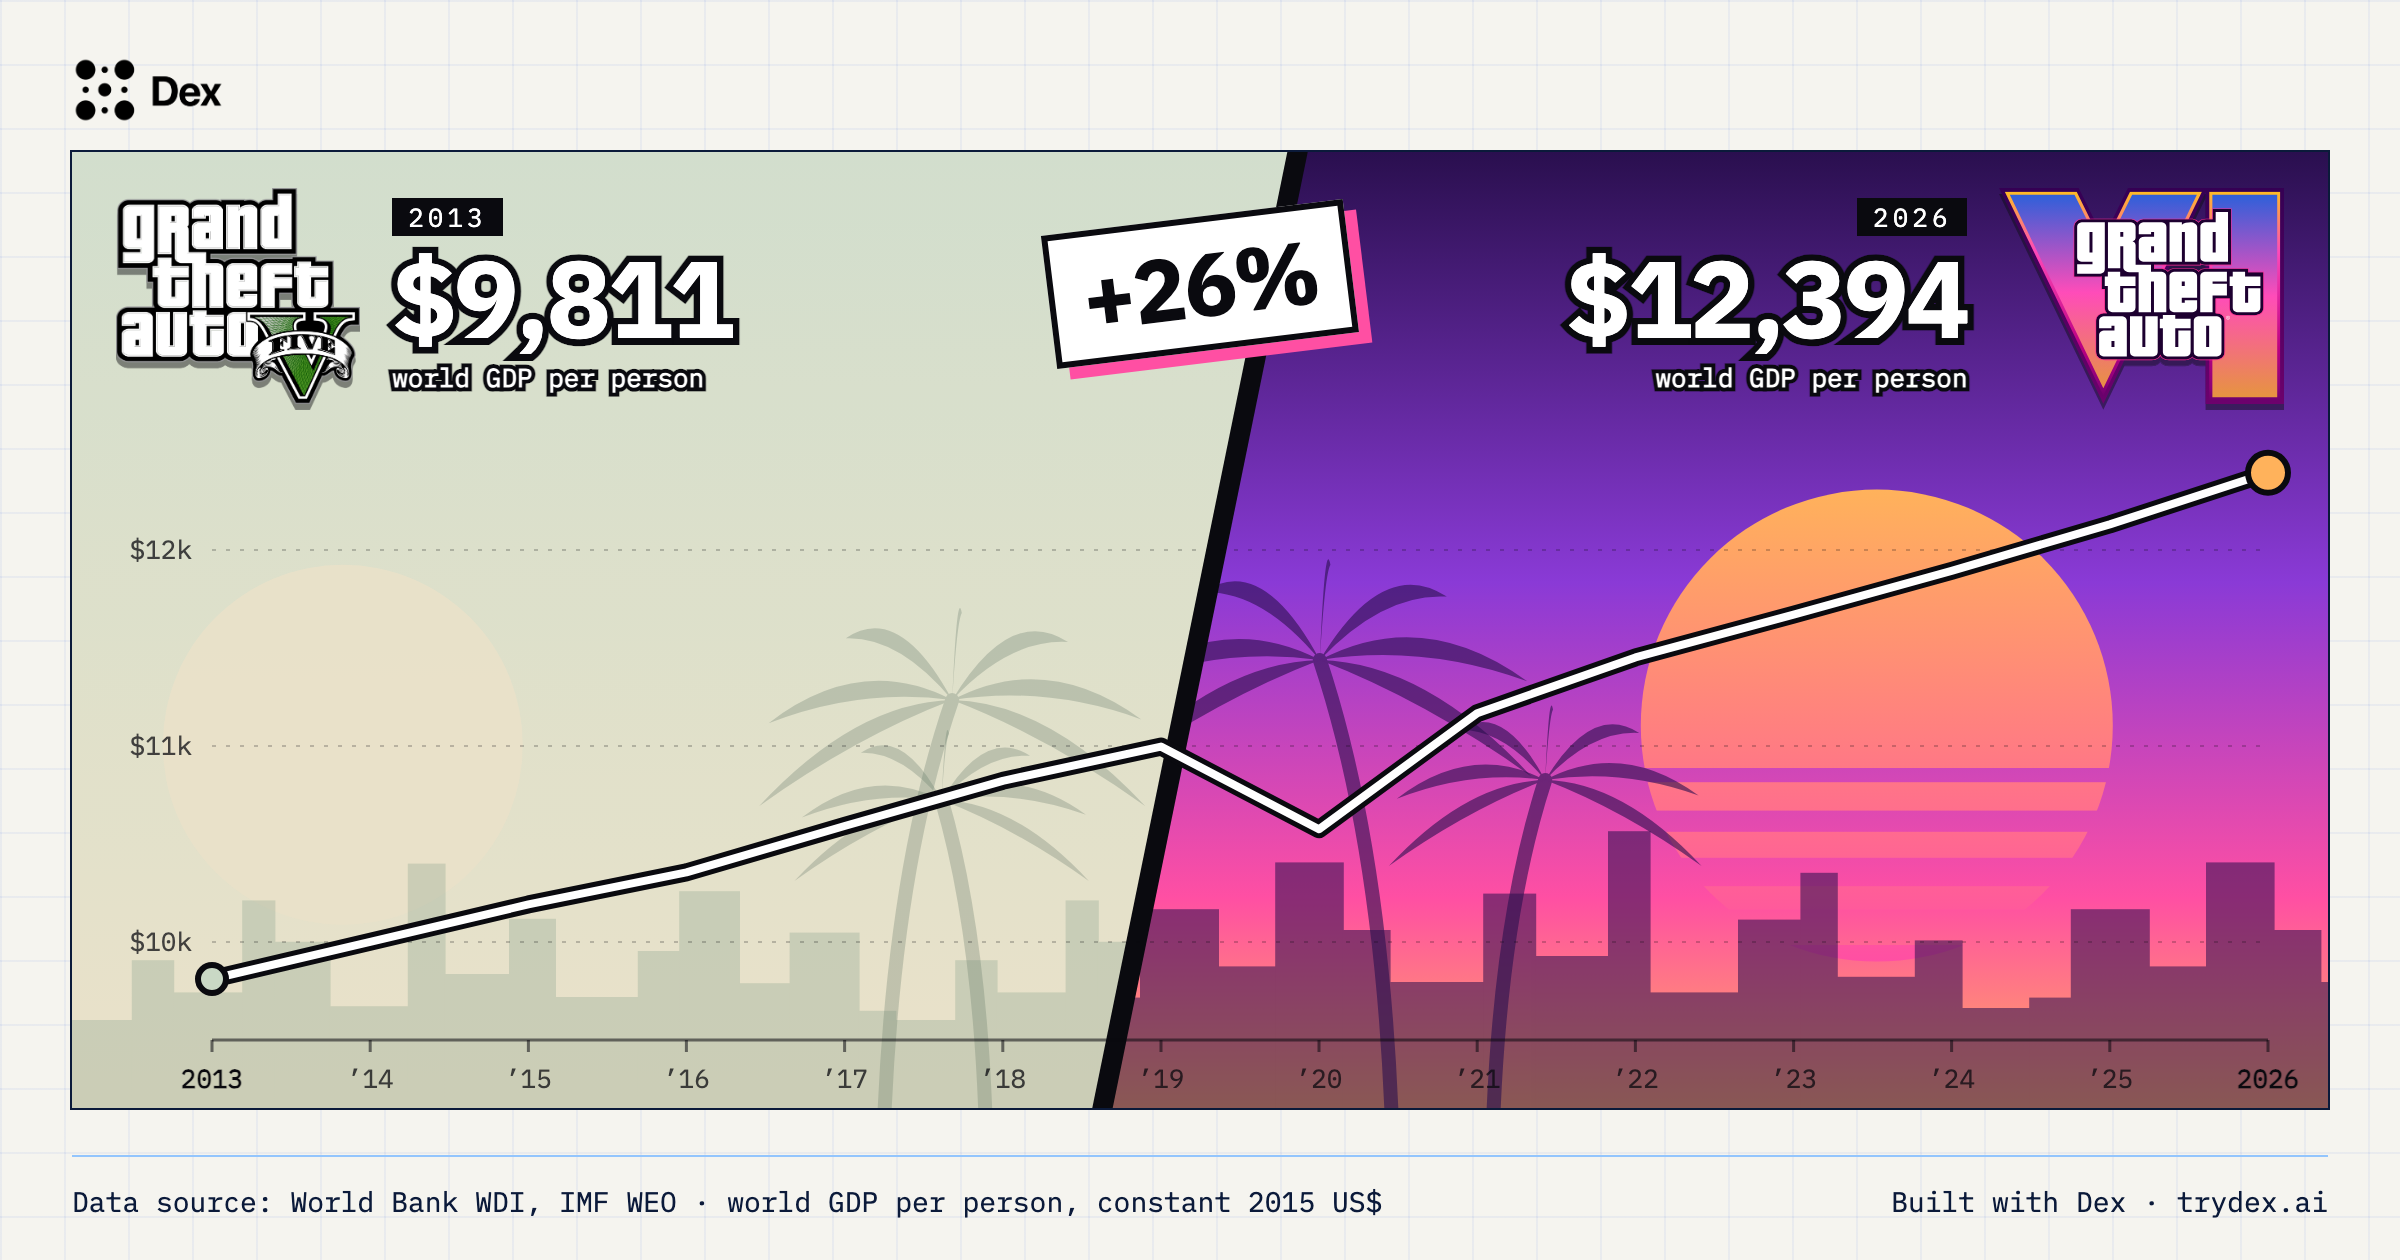 Dex
grand
theft
auto
FIVE
V
2013
$9,811
world GDP per person
+26%
2026
$12,394
world GDP per person
VI
grand
theft
auto
$12k
$11k
$10k
2013 ’14 ’15 ’16 ’17 ’18 ’19 ’20 ’21 ’22 ’23 ’24 ’25 2026
Data source: World Bank WDI, IMF WEO · world GDP per person, constant 2015 US$
Built with Dex · trydex.ai